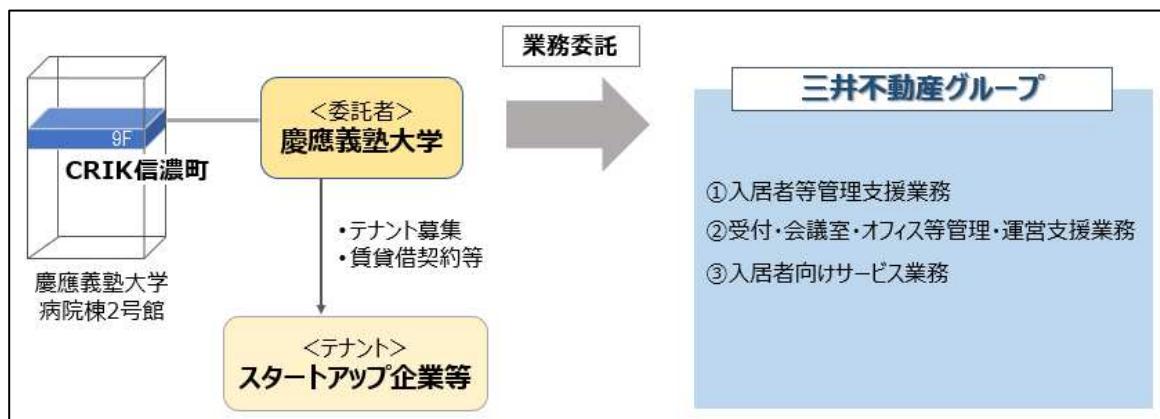 業務委託
9F
CRIK信濃町
慶應義塾大学
病院棟2号館
＜委託者＞
慶應義塾大学
・テナント募集
・賃貸借契約等
＜テナント＞
スタートアップ企業等
三井不動産グループ
①入居者等管理支援業務
②受付・会議室・オフィス等管理・運営支援業務
③入居者向けサービス業務